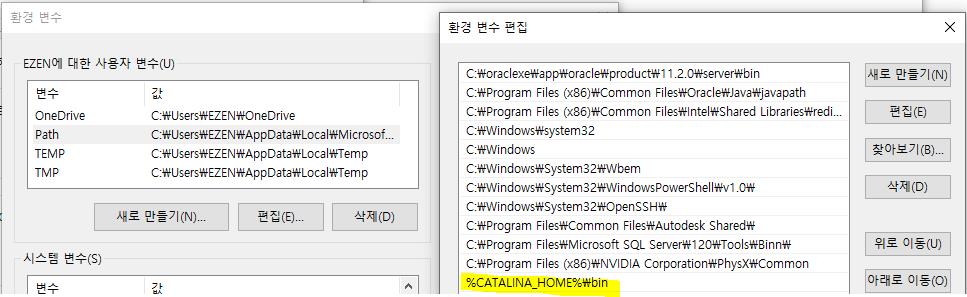 환경 변수
EZEN에 대한 사용자 변수(U)
변수 값
OneDrive C:₩Users₩EZEN₩OneDrive
Path C:₩Users₩EZEN₩AppData₩Local₩Microsof...
TEMP C:₩Users₩EZEN₩AppData₩Local₩Temp
TMP C:₩Users₩EZEN₩AppData₩Local₩Temp
새로 만들기(N)... 편집(E)... 삭제(D)
시스템 변수(S)
변수 값
환경 변수 편집
C:₩oraclexe₩app₩oracle₩product₩11.2.0₩server₩bin
C:₩Program Files (x86)₩Common Files₩Oracle₩Java₩javapath
C:₩Program Files (x86)₩Common Files₩Intel₩Shared Libraries₩redi...
C:₩Windows₩system32
C:₩Windows
C:₩Windows₩System32₩Wbem
C:₩Windows₩System32₩WindowsPowerShell₩v1.0₩
C:₩Windows₩System32₩OpenSSH₩
C:₩Program Files₩Common Files₩Autodesk Shared₩
C:₩Program Files₩Microsoft SQL Server₩120₩Tools₩Binn₩
C:₩Program Files (x86)₩NVIDIA Corporation₩PhysX₩Common
%CATALINA_HOME%₩bin
새로 만들기(N)
편집(E)
찾아보기(B)...
삭제(D)
위로 이동(U)
아래로 이동(O)